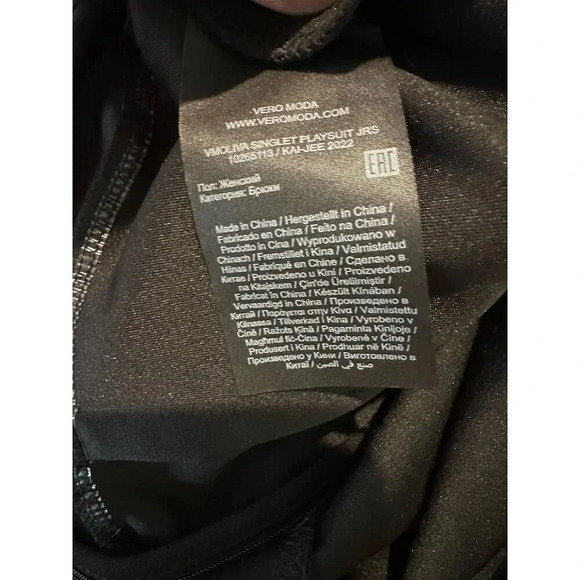 VERO MODA
WWW.VEROMODA.COM
VMOLIVA SINGLET PLAYSUIT JRS
10265113 / KAI-JEE 2022
EAC
Пол: Женский
Категория: Брюки
Made in China / Hergestellt in China /
Fabricado en China / Feito na China /
Prodotto in Cina / Wyprodukowano w
Chinach / Fremstillet i Kina / Valmistatud
Hiinas / Fabriqué en Chine / Сделано в
Китае / Proizvedeno u Kini / Proizvedeno
na Kitajskem / Çin'de Üretilmiştir /
Fabricat în China / Készült Kínában /
Vervaardigd in China / Произведено в
Китай / Παράγεται στην Κίνα / Valmistettu
Kiinassa / Tillverkad i Kina / Vyrobeno v
Číně / Ražots Ķīnā / Pagaminta Kinijoje /
Magħmul fiċ-Ċina / Vyrobené v Číne /
Produsert i Kina / Prodhuar në Kinë /
Произведено у Кини / Виготовлено в
Китаї / صنع في الصين